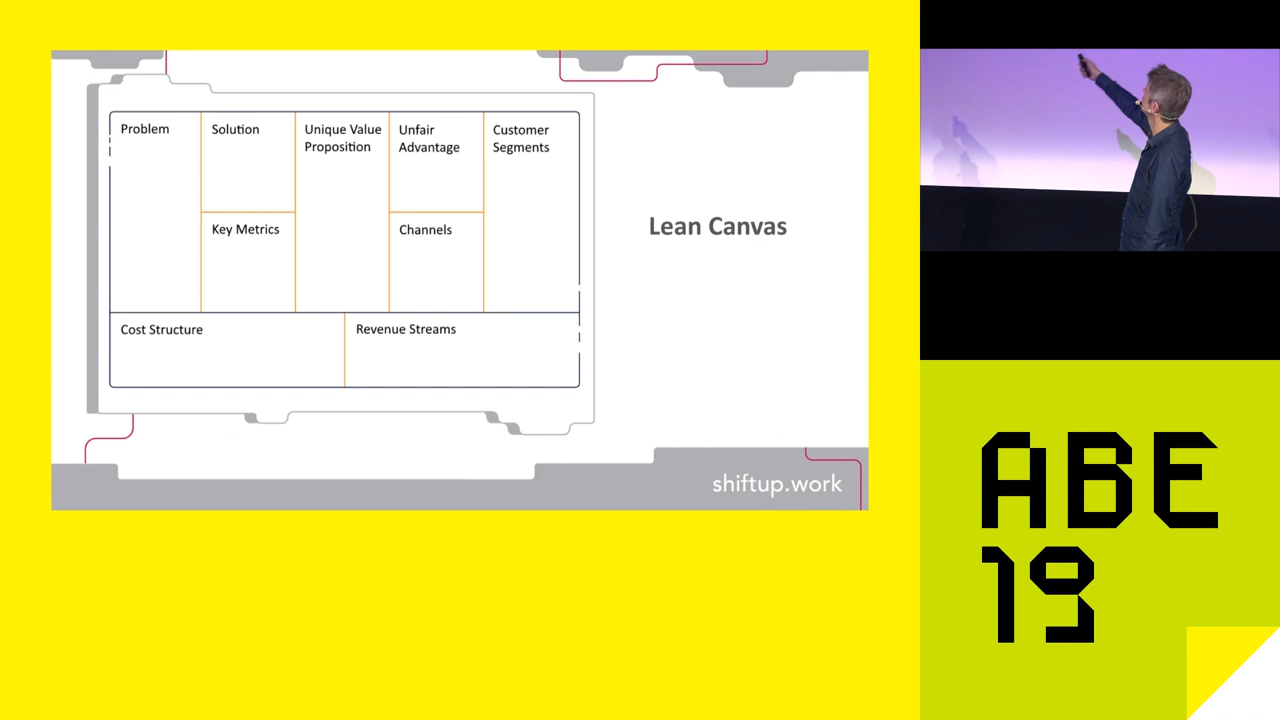 Problem
Solution
Unique Value
Proposition
Unfair
Advantage
Customer
Segments
Key Metrics
Channels
Cost Structure
Revenue Streams
Lean Canvas
shiftup.work
ABE
19